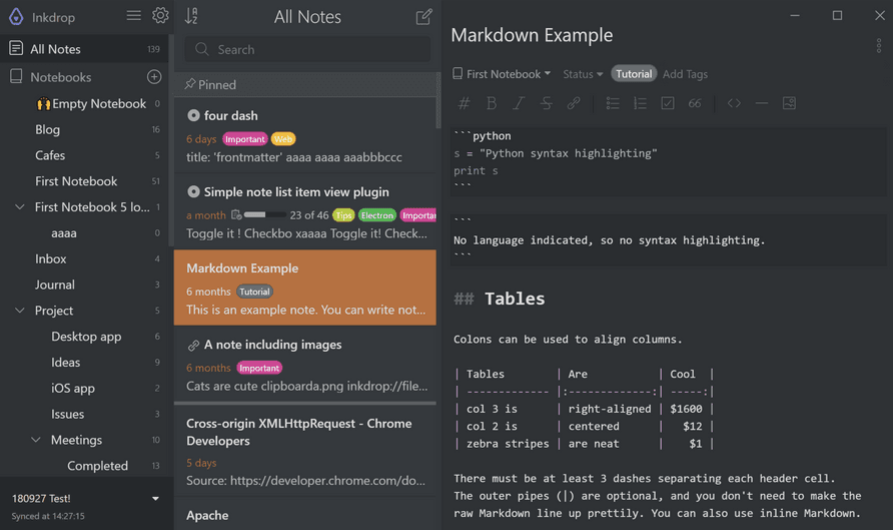 Inkdrop
All Notes 139
Notebooks
Empty Notebook 0
Blog 16
Cafes 5
First Notebook 51
First Notebook 5 lo... 1
aaaa 0
Inbox 4
Journal 3
Project 5
Desktop app 6
Ideas 9
iOS app 2
Issues 3
Meetings 10
Completed 13
180927 Test!
Synced at 14:27:15
All Notes
Search
Pinned
four dash
6 days Important Web
title: 'frontmatter' aaaa aaaa aaabbbccc
Simple note list item view plugin
a month 23 of 46 Tips Electron Importa
Toggle it ! Checkbo xaaaa Toggle it! Check...
Markdown Example
6 months Tutorial
This is an example note. You can write not...
A note including images
6 months Important
Cats are cute clipboarda.png inkdrop://file...
Cross-origin XMLHttpRequest - Chrome
Developers
5 days
Source: https://developer.chrome.com/do...
Apache
Markdown Example
First Notebook Status Tutorial Add Tags
# B I S 66
```python
s = "Python syntax highlighting"
print s
```
```
No language indicated, so no syntax highlighting.
```
## Tables
Colons can be used to align columns.
| Tables | Are | Cool |
| ------------- |:-------------:| -----:|
| col 3 is | right-aligned | $1600 |
| col 2 is | centered | $12 |
| zebra stripes | are neat | $1 |
There must be at least 3 dashes separating each header cell.
The outer pipes (|) are optional, and you don't need to make the
raw Markdown line up prettily. You can also use inline Markdown.